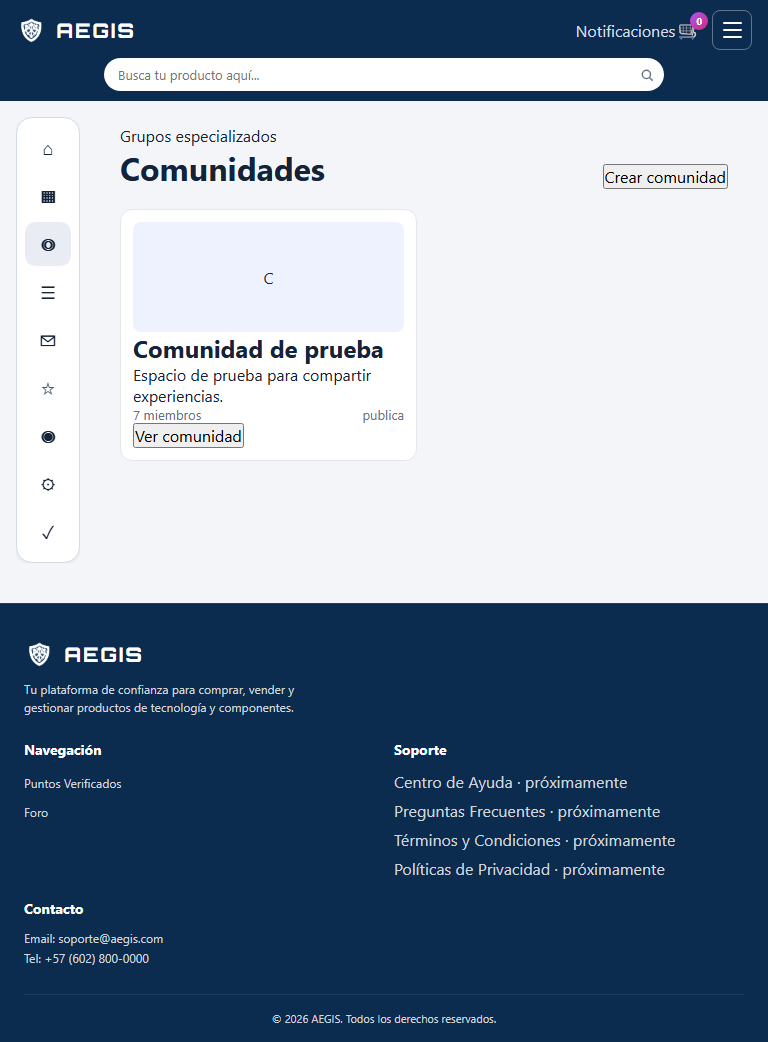 AEGIS
Notificaciones
0
Busca tu producto aquí...
Grupos especializados
Comunidades
Crear comunidad
C
Comunidad de prueba
Espacio de prueba para compartir
experiencias.
7 miembros
publica
Ver comunidad
AEGIS
Tu plataforma de confianza para comprar, vender y
gestionar productos de tecnología y componentes.
Navegación
Puntos Verificados
Foro
Soporte
Centro de Ayuda · próximamente
Preguntas Frecuentes · próximamente
Términos y Condiciones · próximamente
Políticas de Privacidad · próximamente
Contacto
Email: soporte@aegis.com
Tel: +57 (602) 800-0000
© 2026 AEGIS. Todos los derechos reservados.